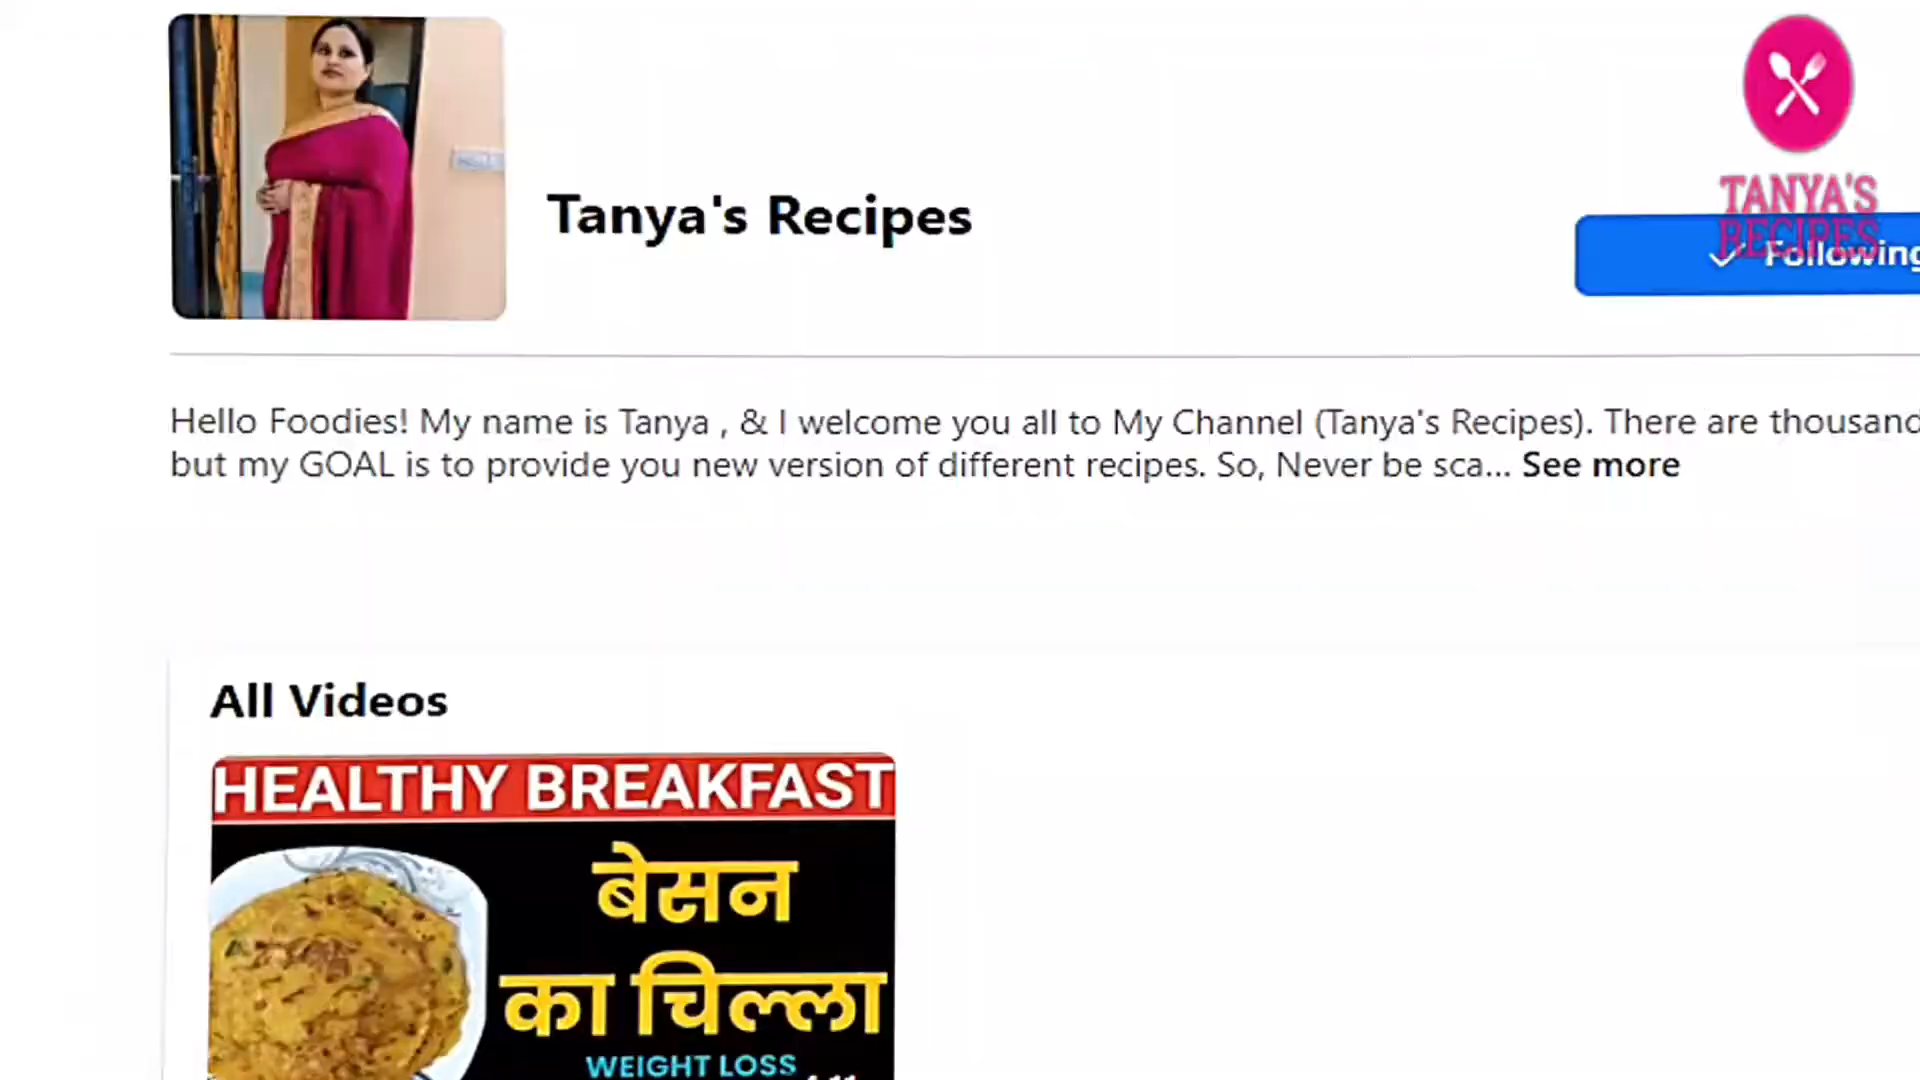 Tanya's Recipes
TANYA'S
RECIPES
Following
Hello Foodies! My name is Tanya , & I welcome you all to My Channel (Tanya's Recipes). There are thousand
but my GOAL is to provide you new version of different recipes. So, Never be sca... See more
All Videos
HEALTHY BREAKFAST
बेसन
का चिल्ला
WEIGHT LOSS